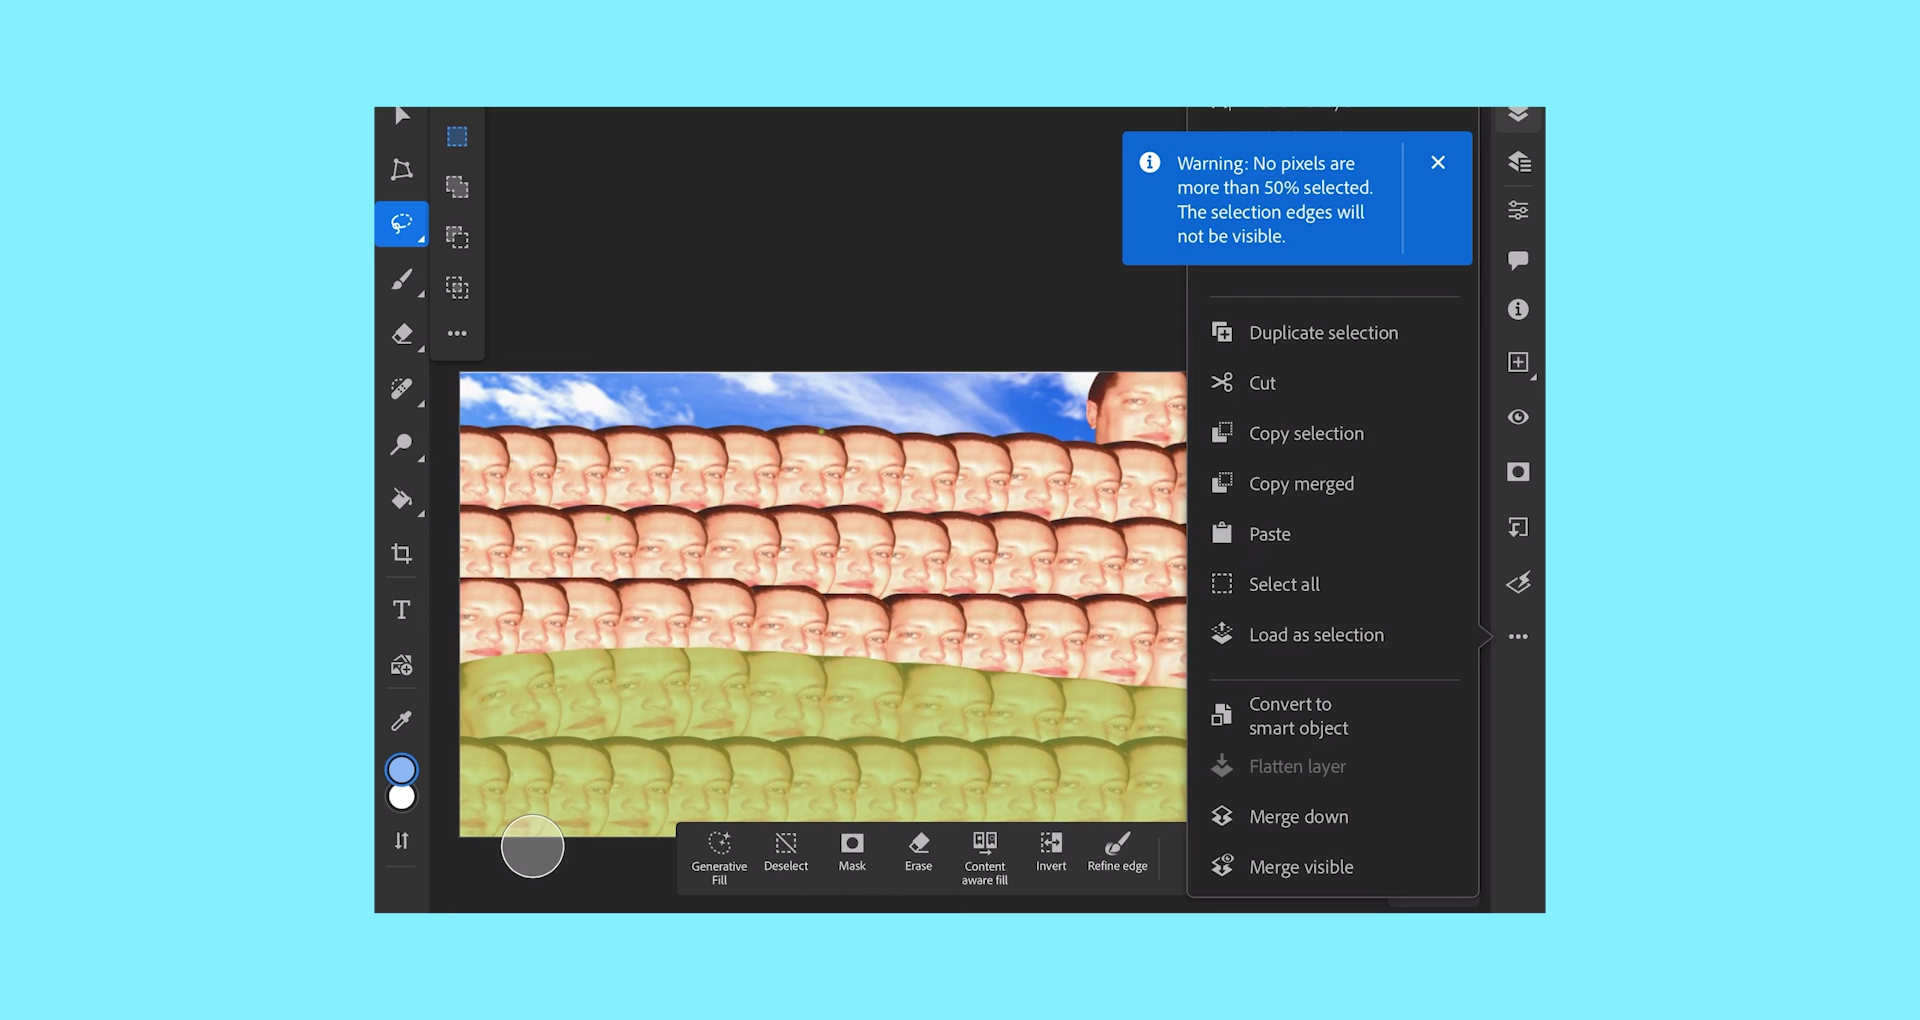 Warning: No pixels are
more than 50% selected.
The selection edges will
not be visible.
Duplicate selection
Cut
Copy selection
Copy merged
Paste
Select all
Load as selection
Convert to
smart object
Flatten layer
Merge down
Merge visible
T
Generative
Fill
Deselect
Mask
Erase
Content
aware fill
Invert
Refine edge